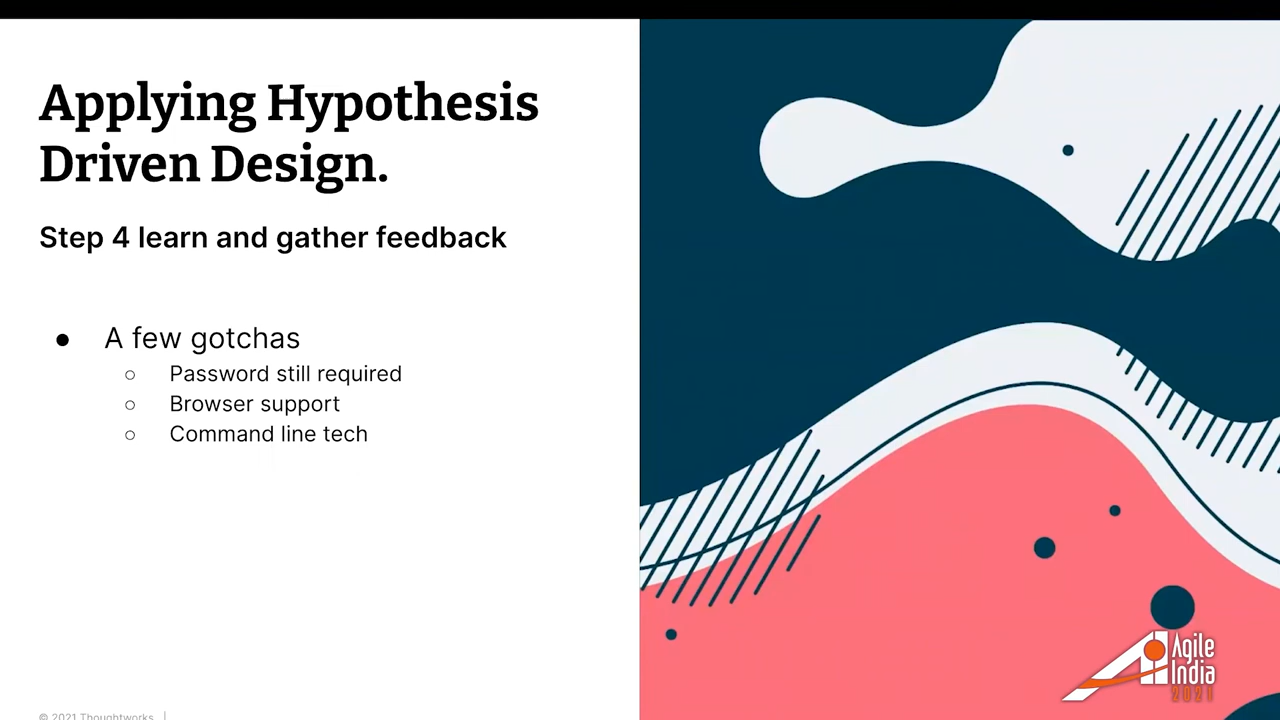 Applying Hypothesis
Driven Design.
Step 4 learn and gather feedback
● A few gotchas
○ Password still required
○ Browser support
○ Command line tech
© 2021 Thoughtworks |
Agile
India
2021